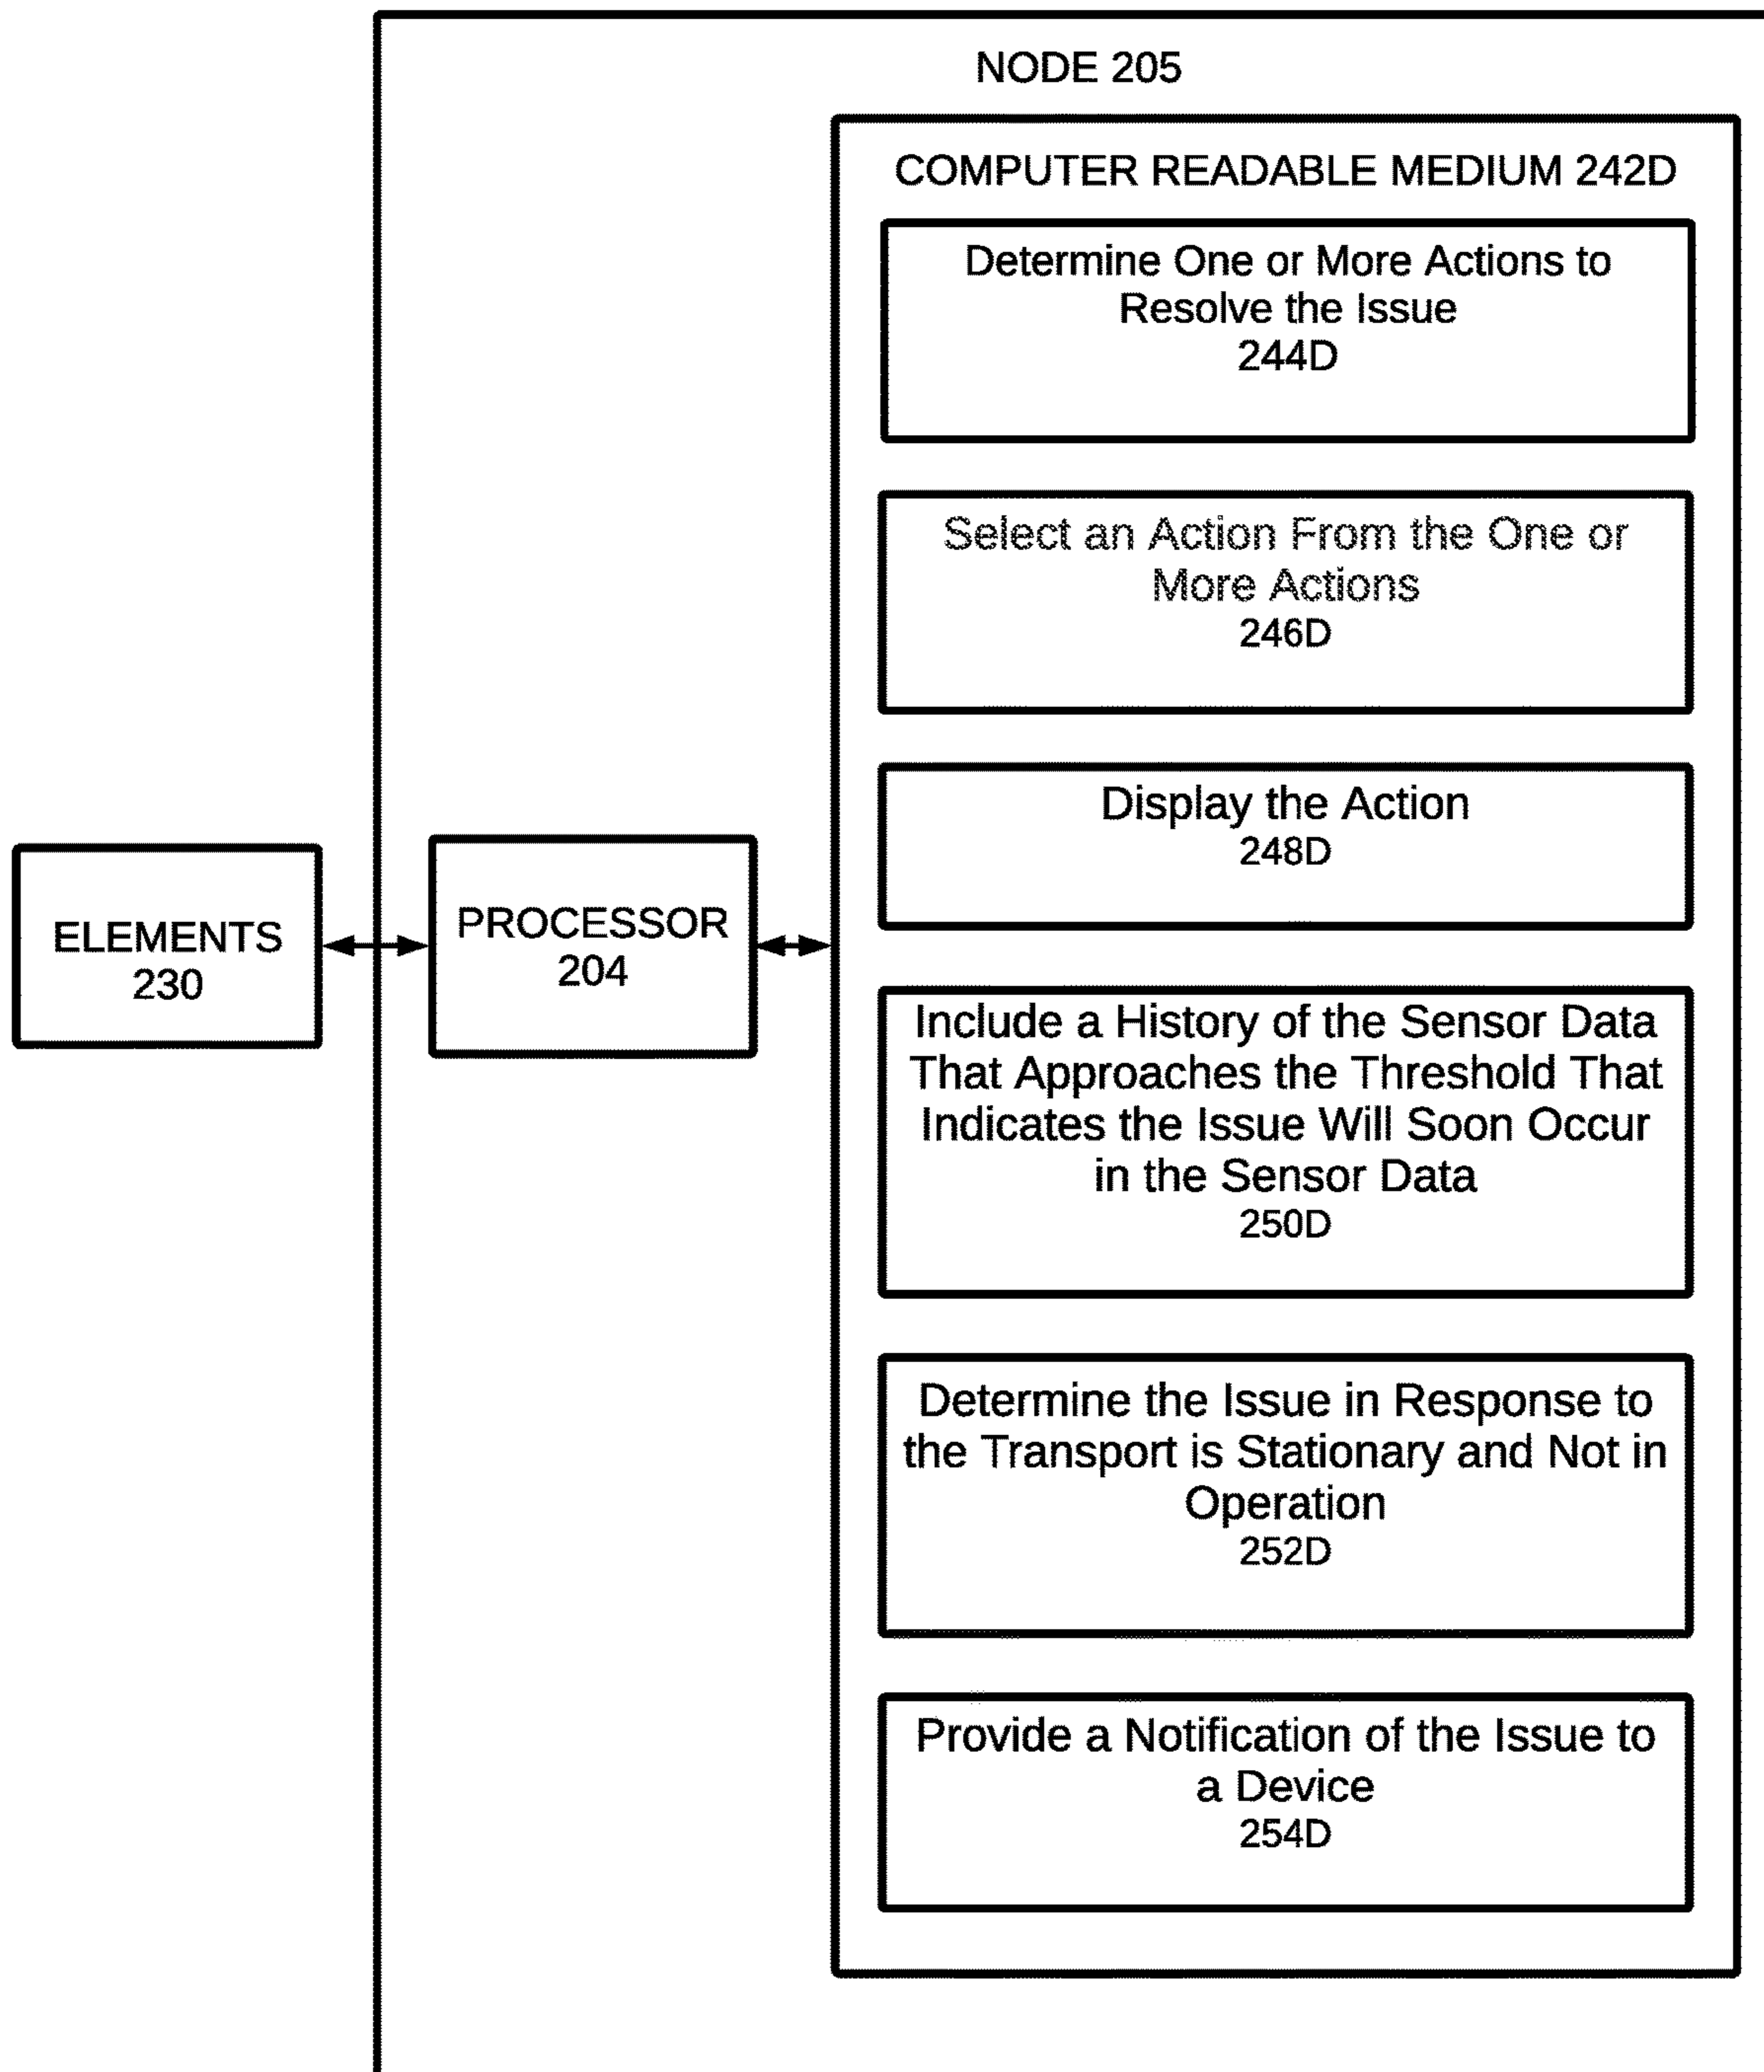 NODE 205
COMPUTER READABLE MEDIUM 242D
Determine One or More Actions to
Resolve the Issue
244D
Select an Action From the One or
More Actions
246D
Display the Action
248D
ELEMENTS
230
PROCESSOR
204
Include a History of the Sensor Data
That Approaches the Threshold That
Indicates the Issue Will Soon Occur
in the Sensor Data
250D
Determine the Issue in Response to
the Transport is Stationary and Not in
Operation
252D
Provide a Notification of the Issue to
a Device
254D